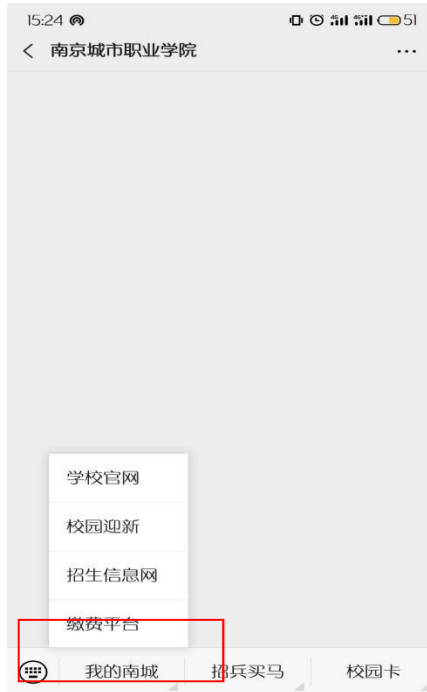 15:24
4G 4G 51
南京城市职业学院
学校官网
校园迎新
招生信息网
缴费平台
我的南城 招兵买马 校园卡